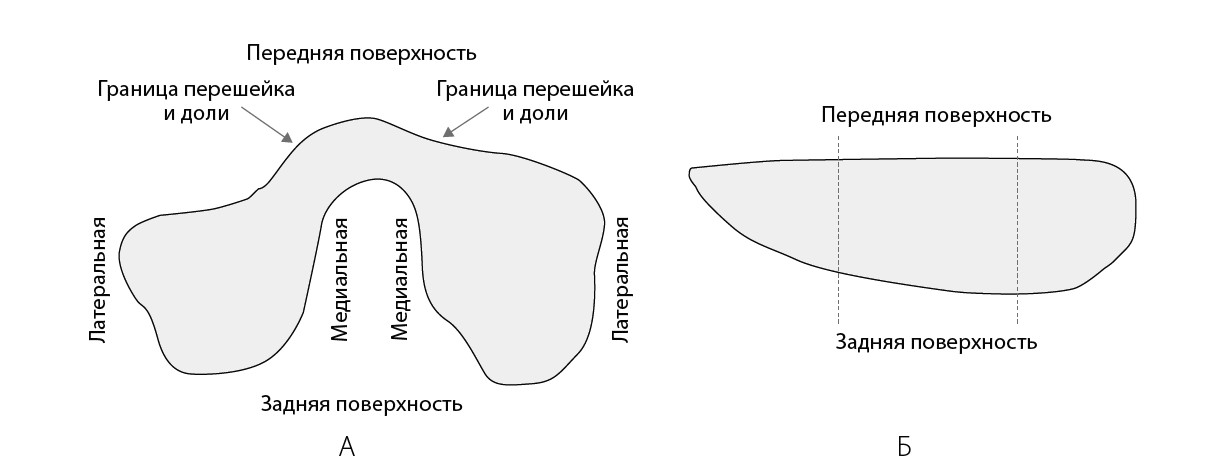 Передняя поверхность
Граница перешейка
и доли
Граница перешейка
и доли
Латеральная
Медиальная
Медиальная
Латеральная
Задняя поверхность
А
Передняя поверхность
Задняя поверхность
Б